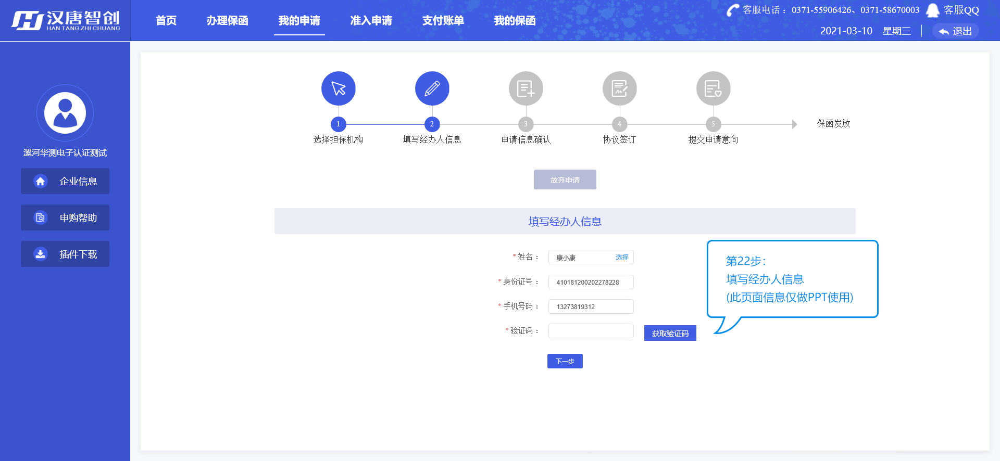 汉唐智创
HANTANGZHICHUANG
首页 办理保函 我的申请 准入申请 支付账单 我的保函
客服电话：0371-55906426、0371-58670003 客服QQ
2021-03-10 星期三 退出
漯河华测电子认证测试
企业信息
申购帮助
插件下载
1 2 3 4 5 保函发放
选择担保机构 填写经办人信息 申请信息确认 协议签订 提交申请意向
放弃申请
填写经办人信息
*姓名： 康小康 选择
*身份证号： 410181200202278228
*手机号码： 13273819312
*验证码： 获取验证码
下一步
第22步：
填写经办人信息
(此页面信息仅做PPT使用)